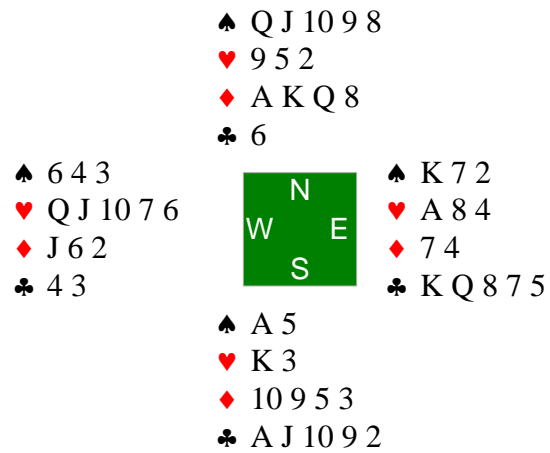 ♠ Q J 10 9 8
♥ 9 5 2
♦ A K Q 8
♣ 6
♠ 6 4 3
♥ Q J 10 7 6
♦ J 6 2
♣ 4 3
N
W E
S
♠ K 7 2
♥ A 8 4
♦ 7 4
♣ K Q 8 7 5
♠ A 5
♥ K 3
♦ 10 9 5 3
♣ A J 10 9 2